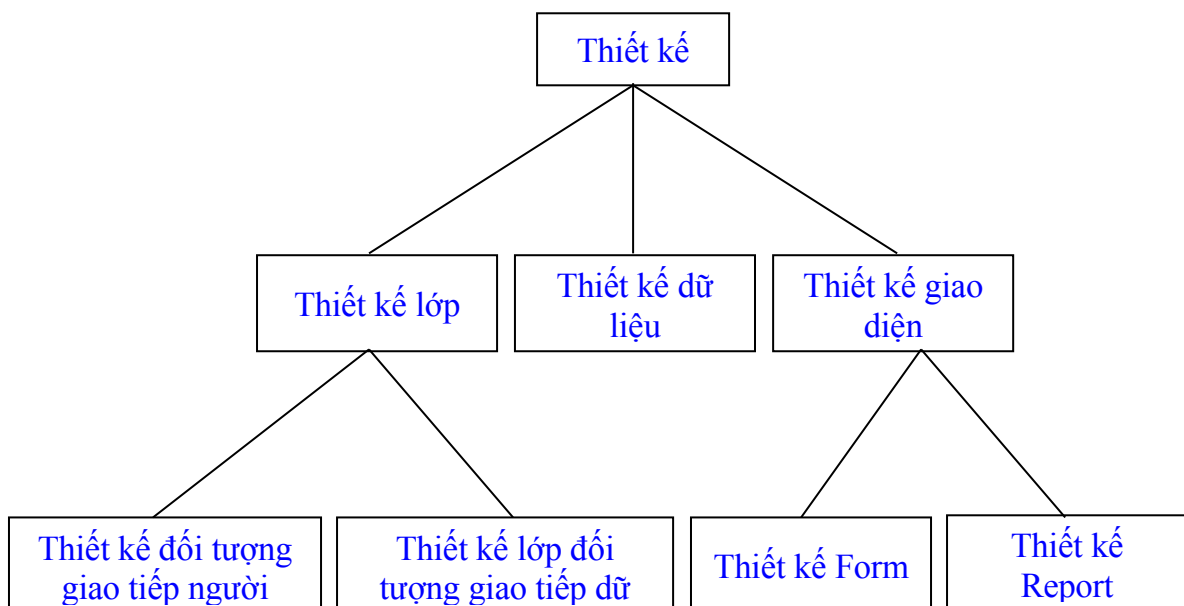 Thiết kế
Thiết kế lớp
Thiết kế dữ
liệu
Thiết kế giao
diện
Thiết kế đối tượng
giao tiếp người
Thiết kế lớp đối
tượng giao tiếp dữ
Thiết kế Form
Thiết kế
Report